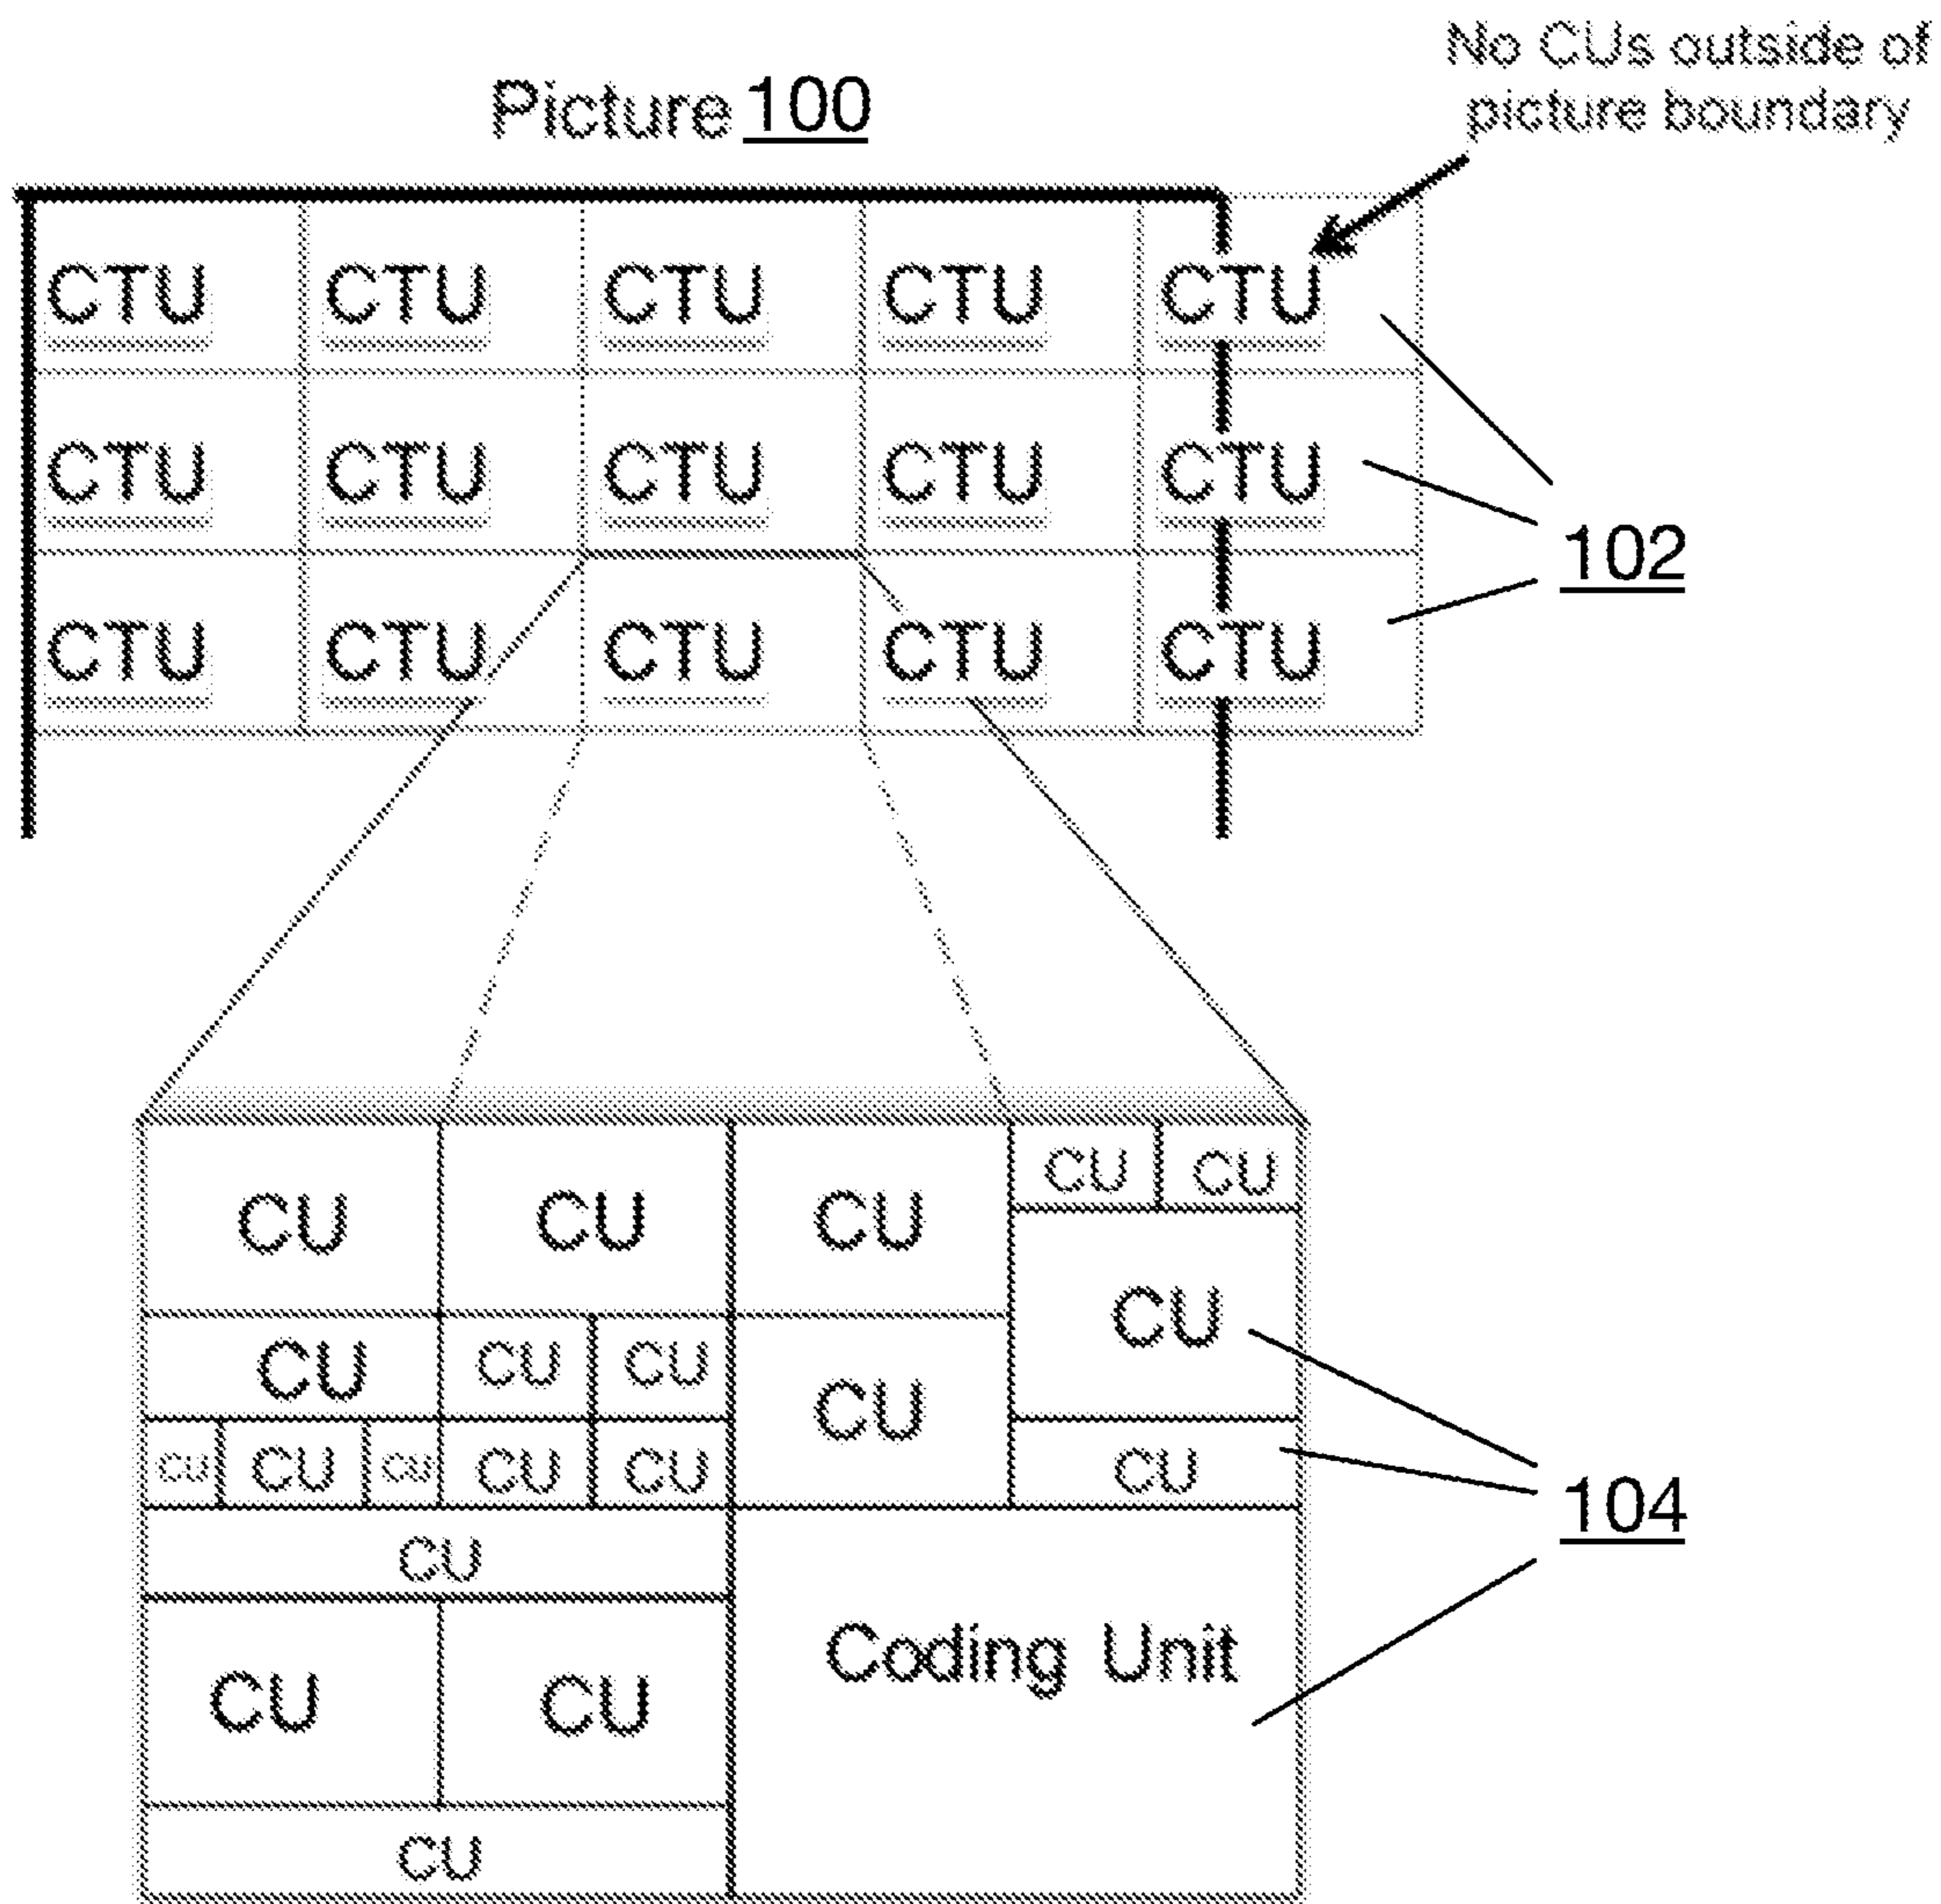 No CUs outside of
picture boundary
Picture 100
CTU CTU CTU CTU CTU
CTU CTU CTU CTU CTU
102
CTU CTU CTU CTU CTU
CU CU
CU CU CU
CU
CU CU CU
CU
CU CU CU CU CU
CU
104
CU
Coding Unit
CU CU
CU